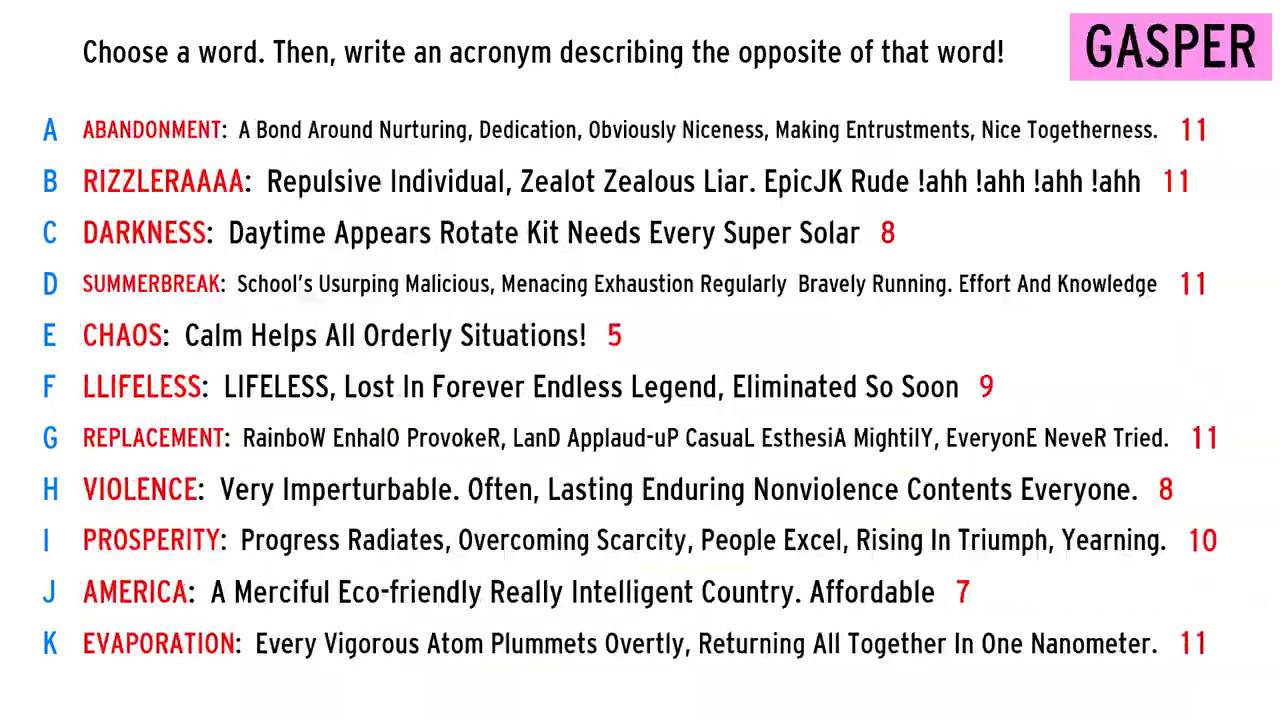 Choose a word. Then, write an acronym describing the opposite of that word!
GASPER
A ABANDONMENT: A Bond Around Nurturing, Dedication, Obviously Niceness, Making Entrustments, Nice Togetherness. 11
B RIZZLERAAAA: Repulsive Individual, Zealot Zealous Liar. EpicJK Rude !ahh !ahh !ahh !ahh 11
C DARKNESS: Daytime Appears Rotate Kit Needs Every Super Solar 8
D SUMMERBREAK: School's Usurping Malicious, Menacing Exhaustion Regularly Bravely Running. Effort And Knowledge 11
E CHAOS: Calm Helps All Orderly Situations! 5
F LLIFELESS: LIFELESS, Lost In Forever Endless Legend, Eliminated So Soon 9
G REPLACEMENT: RainboW EnhalO ProvokeR, LanD Applaud-uP CasuaL EsthesiA MightilY, EveryonE NeveR Tried. 11
H VIOLENCE: Very Imperturbable. Often, Lasting Enduring Nonviolence Contents Everyone. 8
I PROSPERITY: Progress Radiates, Overcoming Scarcity, People Excel, Rising In Triumph, Yearning. 10
J AMERICA: A Merciful Eco-friendly Really Intelligent Country. Affordable 7
K EVAPORATION: Every Vigorous Atom Plummets Overtly, Returning All Together In One Nanometer. 11